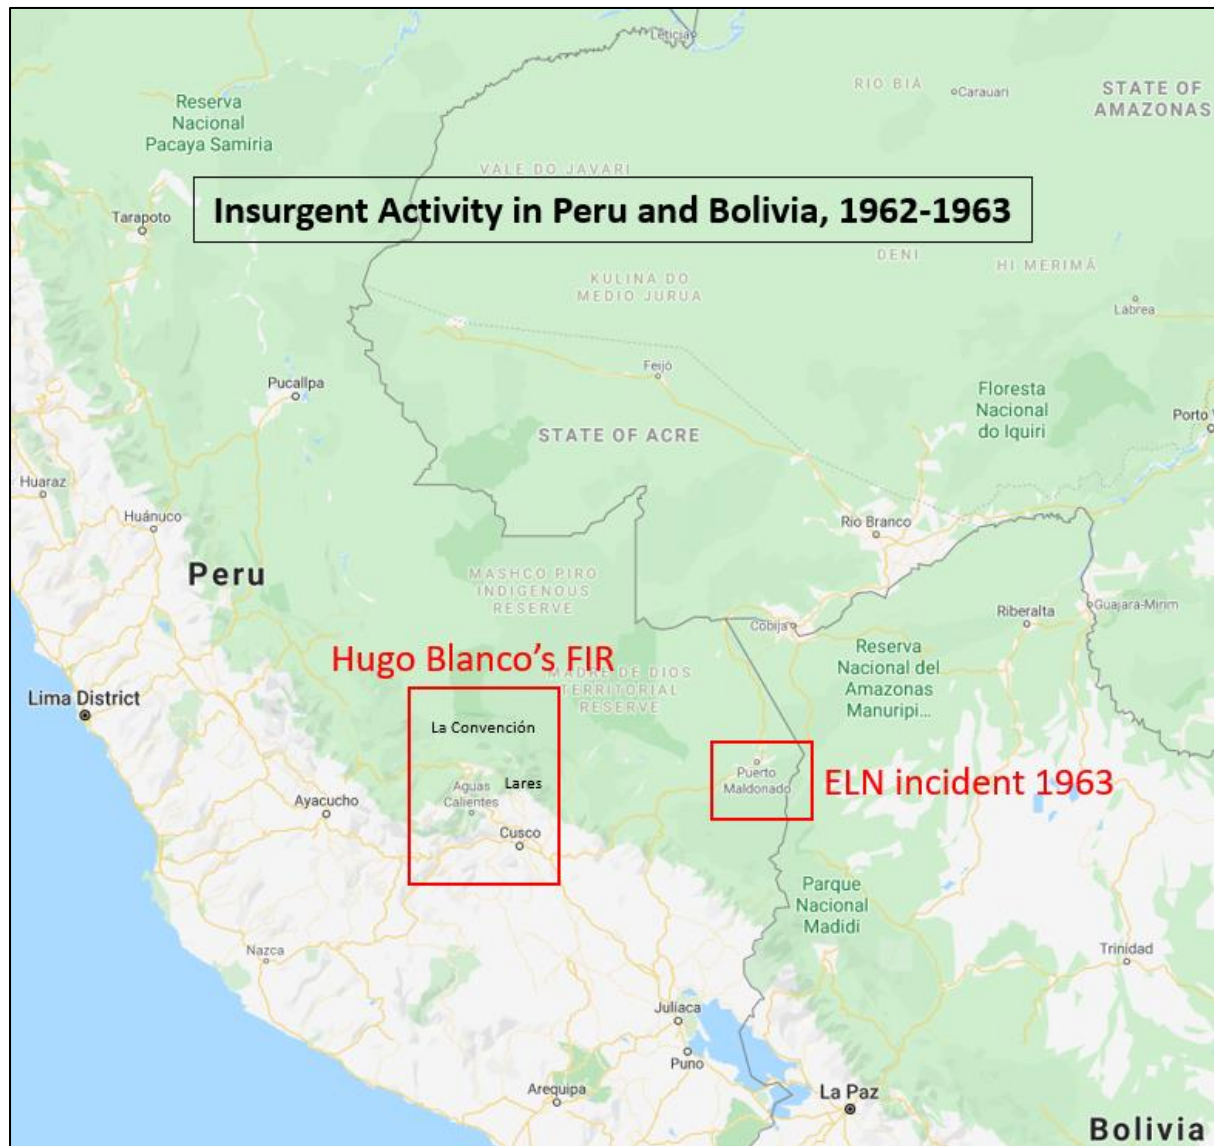 Leticia
RIO BIÁ
Carauari
STATE OF
AMAZONAS
Reserva
Nacional
Pacaya Samiria
VALE DO JAVARI
Insurgent Activity in Peru and Bolivia, 1962-1963
Tarapoto
DENI
HI MERIMÃ
KULINA DO
MEDIO JURUA
Lábrea
Feijó
Pucallpa
Floresta
Nacional
do Iquiri
Porto
STATE OF ACRE
Huaraz
Huánuco
Rio Branco
Peru
MASHCO PIRO
INDIGENOUS
RESERVE
Cobija
Riberalta
Guajara-Mirim
Hugo Blanco's FIR
MADRE DE DIOS
TERRITORIAL
RESERVE
Reserva
Nacional del
Amazonas
Manuripi...
Lima District
La Convención
Aguas
Calientes
Lares
Puerto
Maldonado
ELN incident 1963
Ayacucho
Cusco
Parque
Nacional
Madidi
Nazca
Trinidad
Juliaca
Puno
Arequipa
La Paz
Bolivia